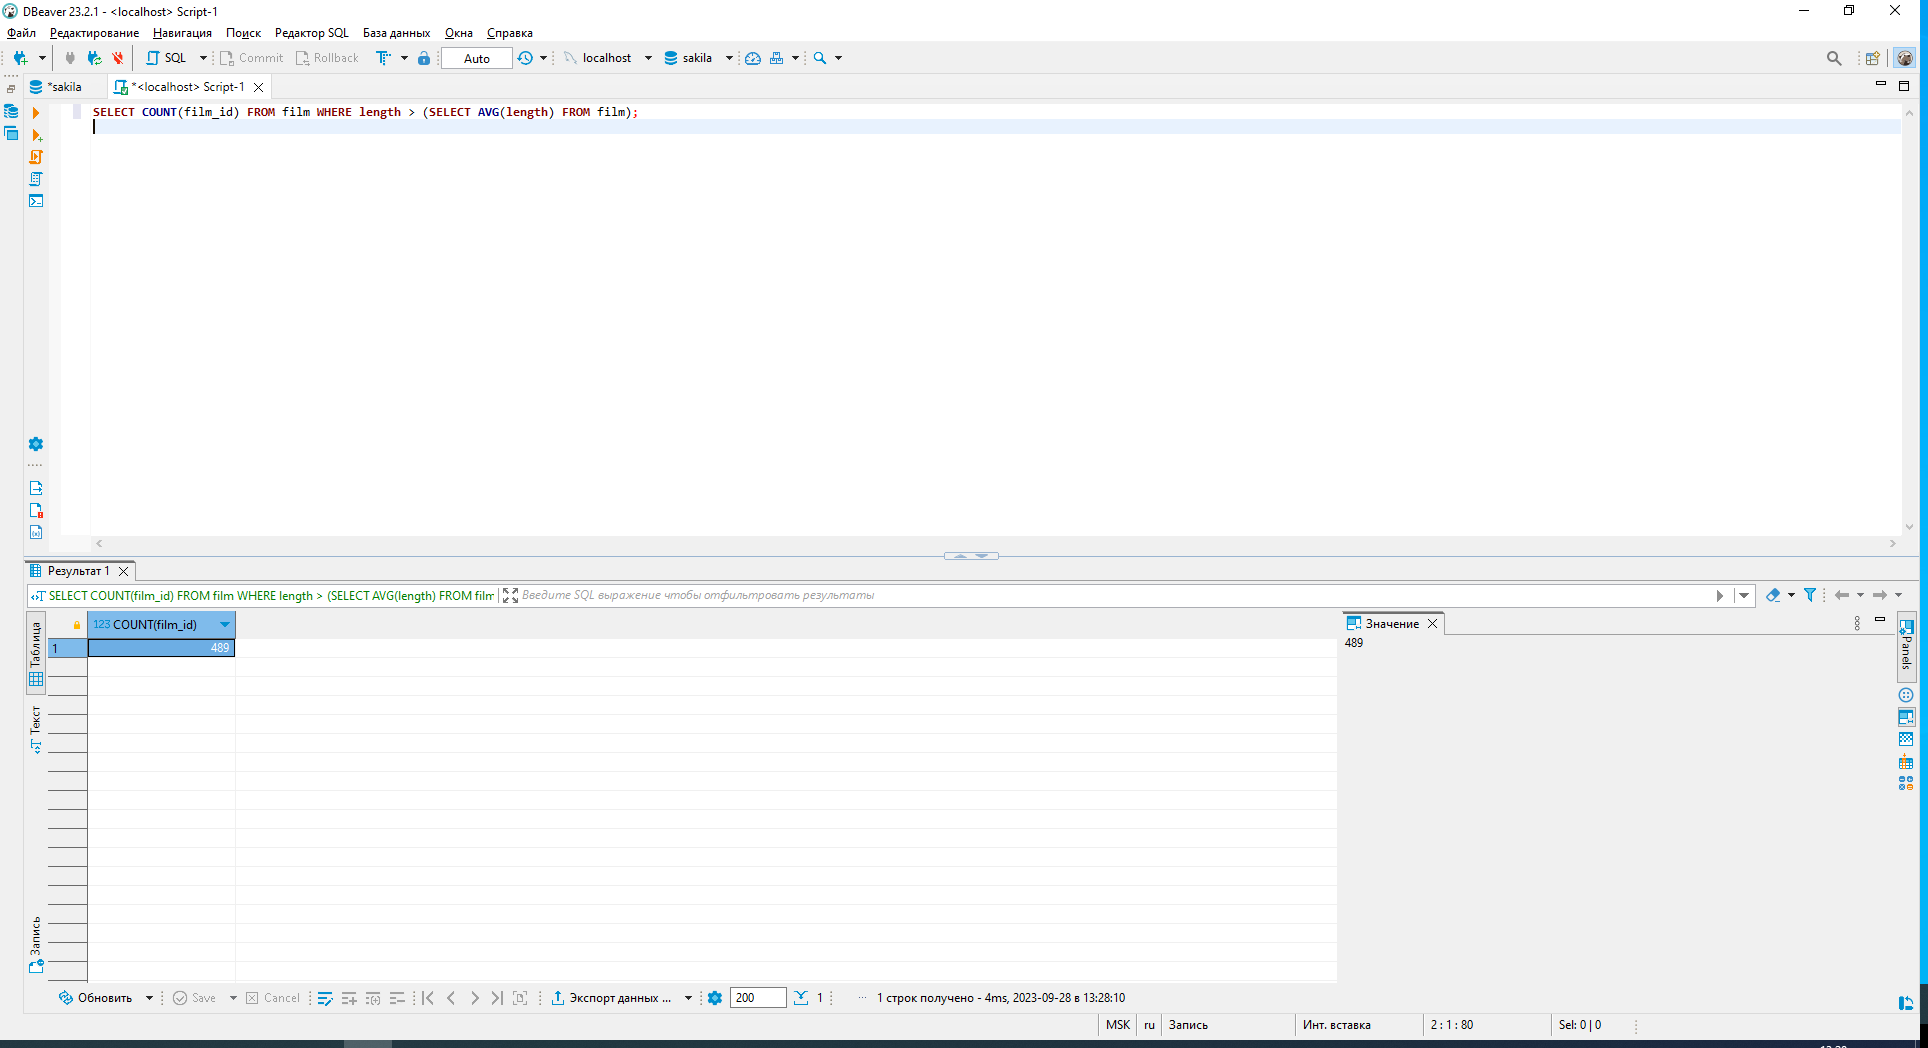 DBeaver 23.2.1 - <localhost> Script-1
Файл Редактирование Навигация Поиск Редактор SQL База данных Окна Справка
SQL Commit Rollback Auto localhost sakila
*sakila *<localhost> Script-1
SELECT COUNT(film_id) FROM film WHERE length > (SELECT AVG(length) FROM film);
Результат 1
SELECT COUNT(film_id) FROM film WHERE length > (SELECT AVG(length) FROM film Введите SQL выражение чтобы отфильтровать результаты
Таблица
Текст
Запись
123 COUNT(film_id)
1 489
Значение
489
Panels
Обновить Save Cancel Экспорт данных ... 200 1 ... 1 строк получено - 4ms, 2023-09-28 в 13:28:10
MSK ru Запись Инт. вставка 2 : 1 : 80 Sel: 0 | 0